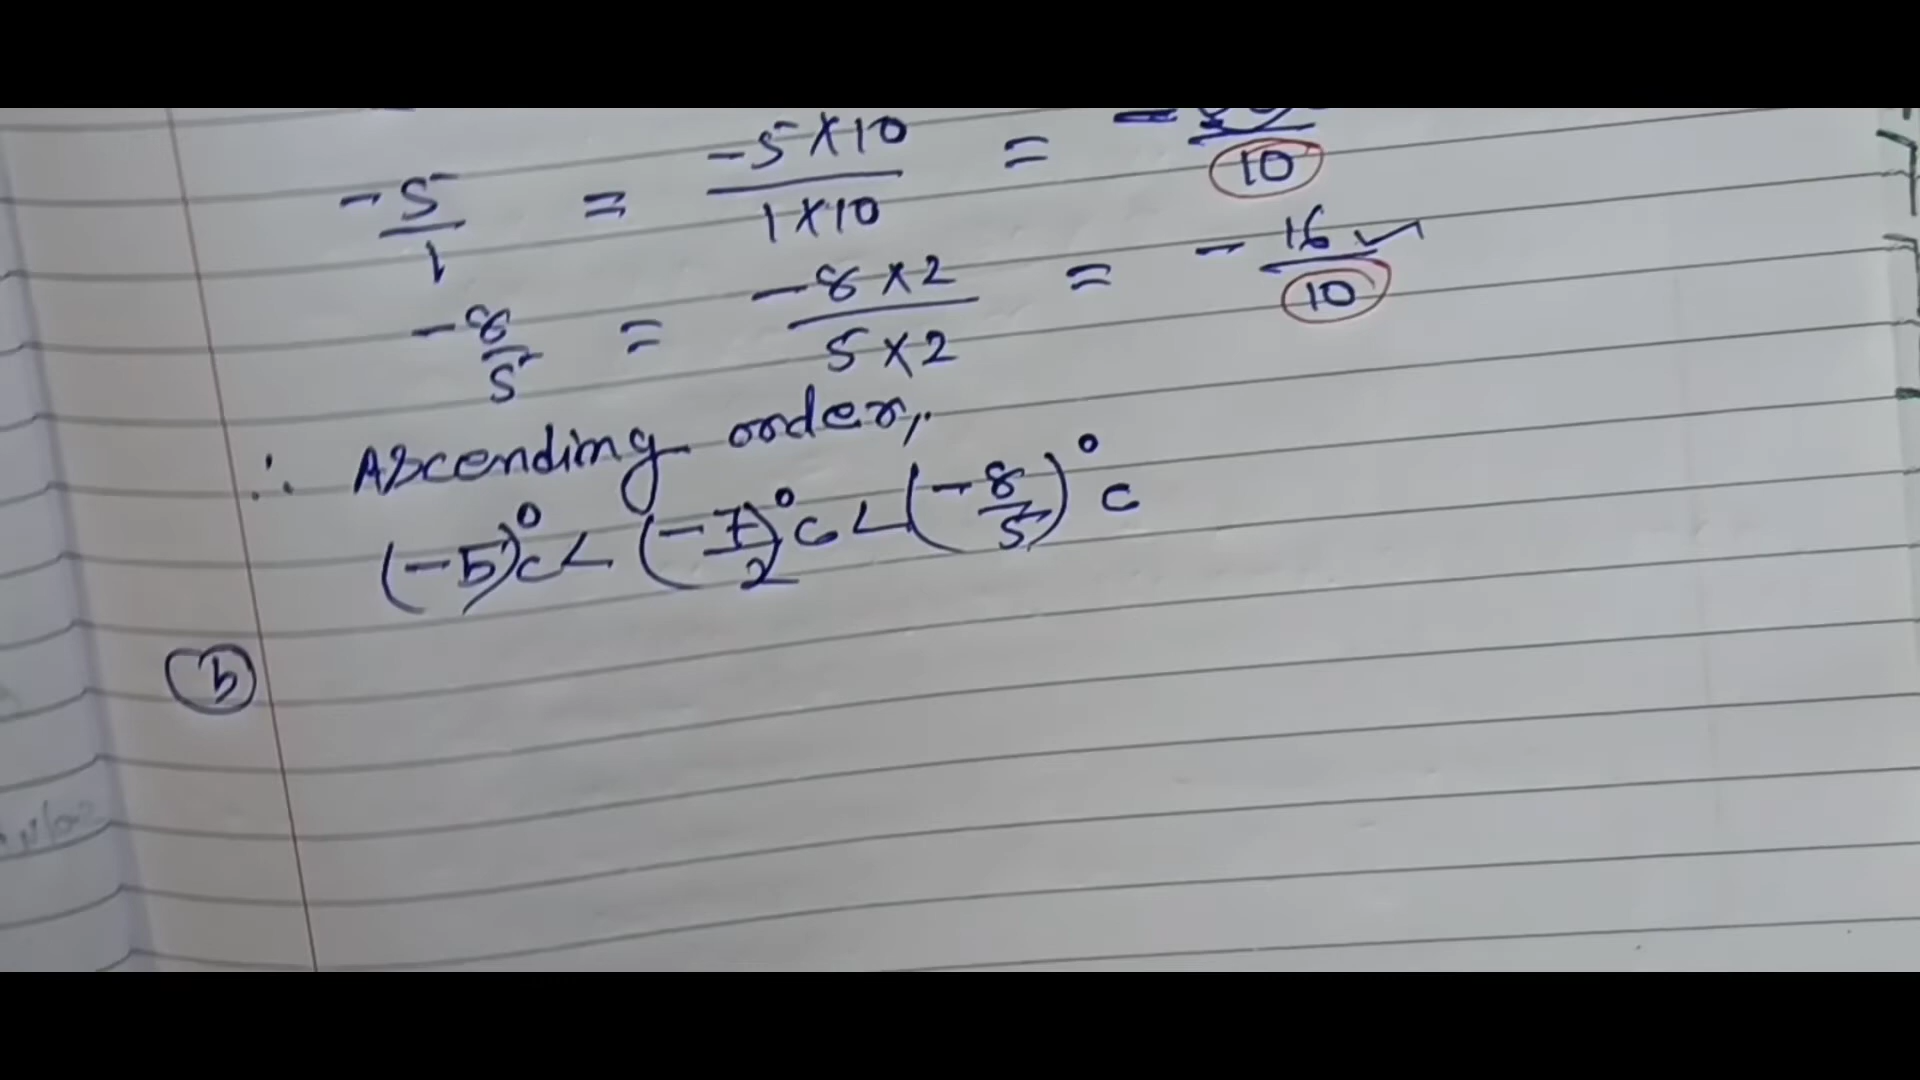 -5/1 = -5×10/1×10 = -/10
-8/5 = -8×2/5×2 = -16/10 ✓
∴ Ascending order,
(-5)°C < (-7/2)°C < (-8/5)°C
b